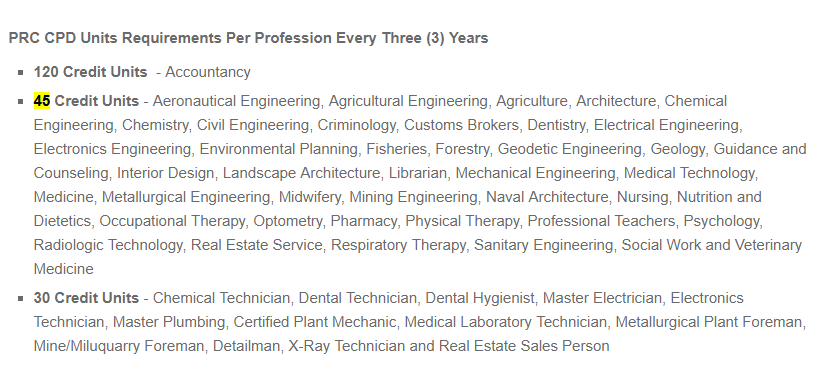 PRC CPD Units Requirements Per Profession Every Three (3) Years
▪ 120 Credit Units - Accountancy
▪ 45 Credit Units - Aeronautical Engineering, Agricultural Engineering, Agriculture, Architecture, Chemical
Engineering, Chemistry, Civil Engineering, Criminology, Customs Brokers, Dentistry, Electrical Engineering,
Electronics Engineering, Environmental Planning, Fisheries, Forestry, Geodetic Engineering, Geology, Guidance and
Counseling, Interior Design, Landscape Architecture, Librarian, Mechanical Engineering, Medical Technology,
Medicine, Metallurgical Engineering, Midwifery, Mining Engineering, Naval Architecture, Nursing, Nutrition and
Dietetics, Occupational Therapy, Optometry, Pharmacy, Physical Therapy, Professional Teachers, Psychology,
Radiologic Technology, Real Estate Service, Respiratory Therapy, Sanitary Engineering, Social Work and Veterinary
Medicine
▪ 30 Credit Units - Chemical Technician, Dental Technician, Dental Hygienist, Master Electrician, Electronics
Technician, Master Plumbing, Certified Plant Mechanic, Medical Laboratory Technician, Metallurgical Plant Foreman,
Mine/Miluquarry Foreman, Detailman, X-Ray Technician and Real Estate Sales Person